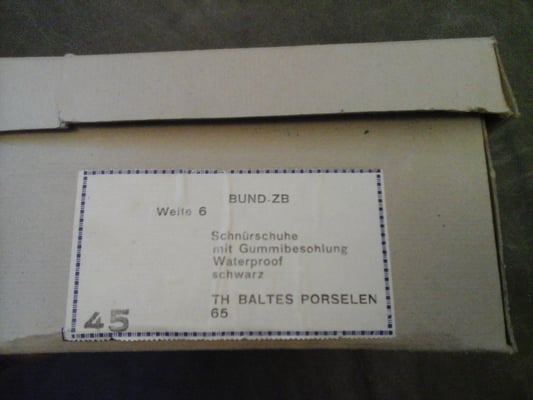 BUND-ZB
Weite 6
Schnürschuhe
mit Gummibesohlung
Waterproof
schwarz
TH BALTES PORSELEN
65
45